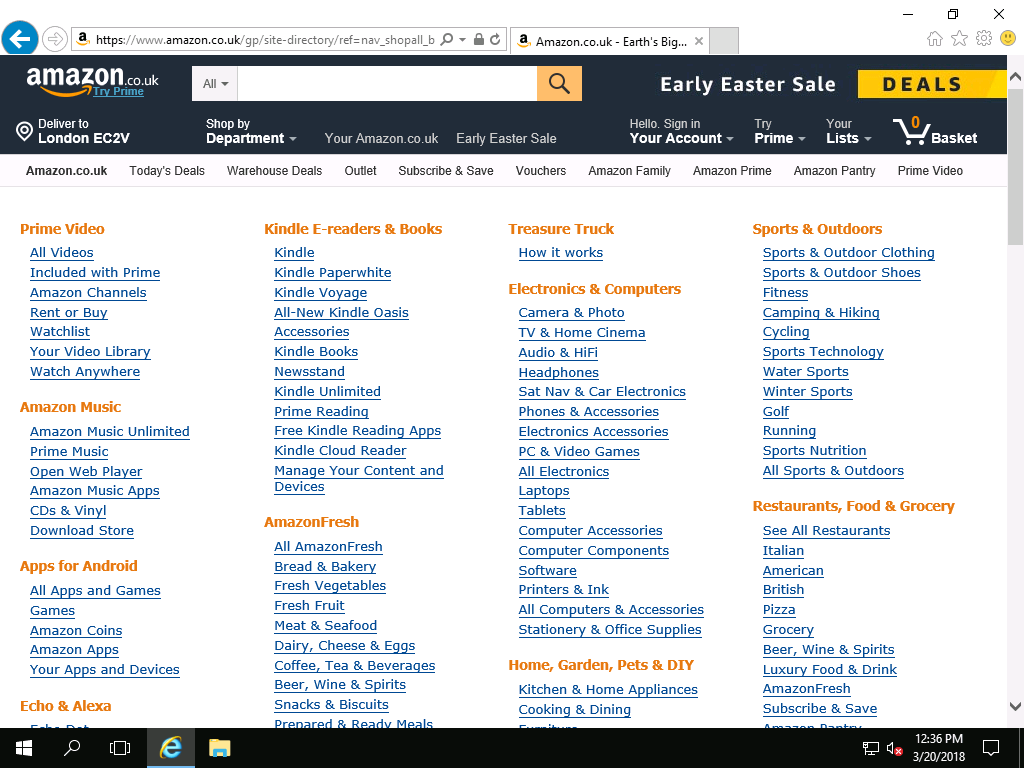 https://www.amazon.co.uk/gp/site-directory/ref=nav_shopall_b
Amazon.co.uk - Earth's Big...
amazon.co.uk
Try Prime
All
Early Easter Sale
DEALS
Deliver to
London EC2V
Shop by
Department
Your Amazon.co.uk
Early Easter Sale
Hello. Sign in
Your Account
Try
Prime
Your
Lists
0
Basket
Amazon.co.uk
Today's Deals
Warehouse Deals
Outlet
Subscribe & Save
Vouchers
Amazon Family
Amazon Prime
Amazon Pantry
Prime Video
Prime Video
All Videos
Included with Prime
Amazon Channels
Rent or Buy
Watchlist
Your Video Library
Watch Anywhere
Amazon Music
Amazon Music Unlimited
Prime Music
Open Web Player
Amazon Music Apps
CDs & Vinyl
Download Store
Apps for Android
All Apps and Games
Games
Amazon Coins
Amazon Apps
Your Apps and Devices
Echo & Alexa
Echo Dot
Kindle E-readers & Books
Kindle
Kindle Paperwhite
Kindle Voyage
All-New Kindle Oasis
Accessories
Kindle Books
Newsstand
Kindle Unlimited
Prime Reading
Free Kindle Reading Apps
Kindle Cloud Reader
Manage Your Content and
Devices
AmazonFresh
All AmazonFresh
Bread & Bakery
Fresh Vegetables
Fresh Fruit
Meat & Seafood
Dairy, Cheese & Eggs
Coffee, Tea & Beverages
Beer, Wine & Spirits
Snacks & Biscuits
Prepared & Ready Meals
Treasure Truck
How it works
Electronics & Computers
Camera & Photo
TV & Home Cinema
Audio & HiFi
Headphones
Sat Nav & Car Electronics
Phones & Accessories
Electronics Accessories
PC & Video Games
All Electronics
Laptops
Tablets
Computer Accessories
Computer Components
Software
Printers & Ink
All Computers & Accessories
Stationery & Office Supplies
Home, Garden, Pets & DIY
Kitchen & Home Appliances
Cooking & Dining
Furniture
Sports & Outdoors
Sports & Outdoor Clothing
Sports & Outdoor Shoes
Fitness
Camping & Hiking
Cycling
Sports Technology
Water Sports
Winter Sports
Golf
Running
Sports Nutrition
All Sports & Outdoors
Restaurants, Food & Grocery
See All Restaurants
Italian
American
British
Pizza
Grocery
Beer, Wine & Spirits
Luxury Food & Drink
AmazonFresh
Subscribe & Save
Amazon Pantry
12:36 PM
3/20/2018